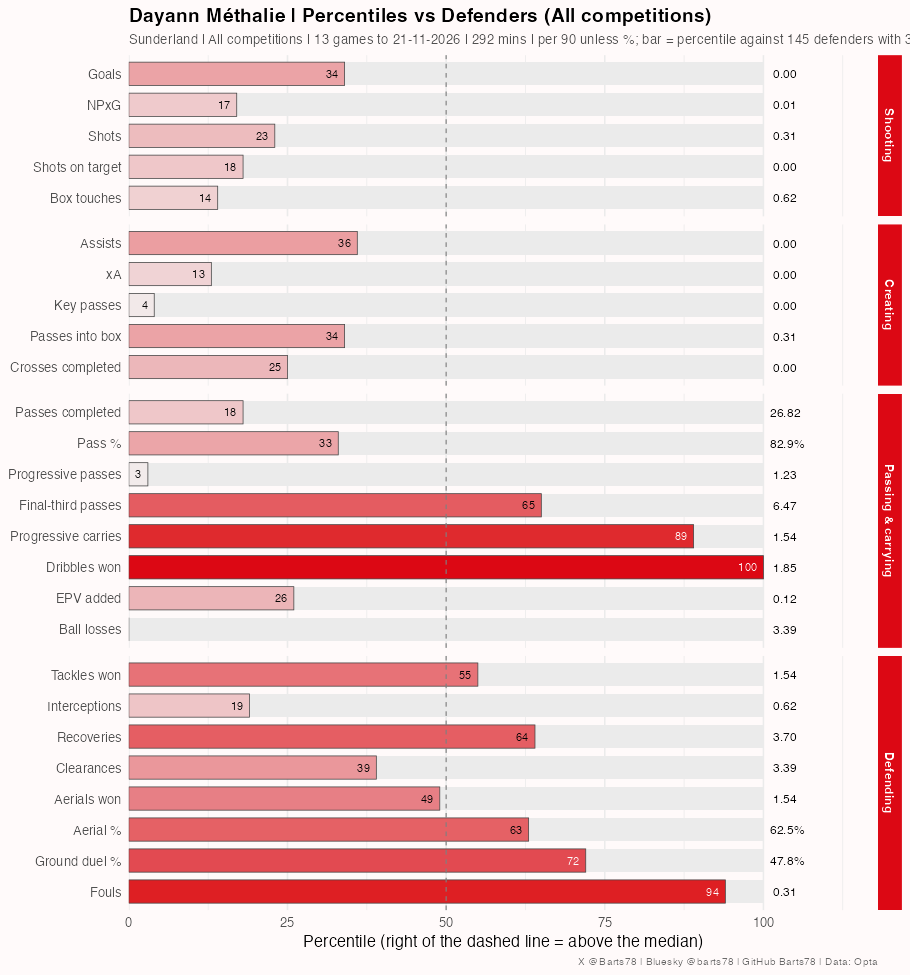 Dayann Méthalie | Percentiles vs Defenders (All competitions)
Sunderland | All competitions | 13 games to 21-11-2026 | 292 mins | per 90 unless %; bar = percentile against 145 defenders with 3
Goals 34 0.00
NPxG 17 0.01
Shots 23 0.31
Shots on target 18 0.00
Box touches 14 0.62
Shooting
Assists 36 0.00
xA 13 0.00
Key passes 4 0.00
Passes into box 34 0.31
Crosses completed 25 0.00
Creating
Passes completed 18 26.82
Pass % 33 82.9%
Progressive passes 3 1.23
Final-third passes 65 6.47
Progressive carries 89 1.54
Dribbles won 100 1.85
EPV added 26 0.12
Ball losses 3.39
Passing & carrying
Tackles won 55 1.54
Interceptions 19 0.62
Recoveries 64 3.70
Clearances 39 3.39
Aerials won 49 1.54
Aerial % 63 62.5%
Ground duel % 72 47.8%
Fouls 94 0.31
Defending
0 25 50 75 100
Percentile (right of the dashed line = above the median)
X @Barts78 | Bluesky @barts78 | GitHub Barts78 | Data: Opta